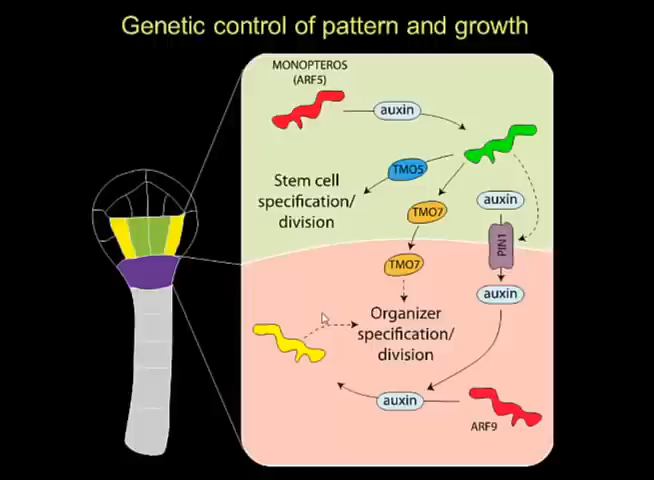 Genetic control of pattern and growth
MONOPTEROS
(ARF5)
auxin
TMO5
Stem cell
specification/
division
TMO7
auxin
PIN1
TMO7
auxin
Organizer
specification/
division
auxin
ARF9